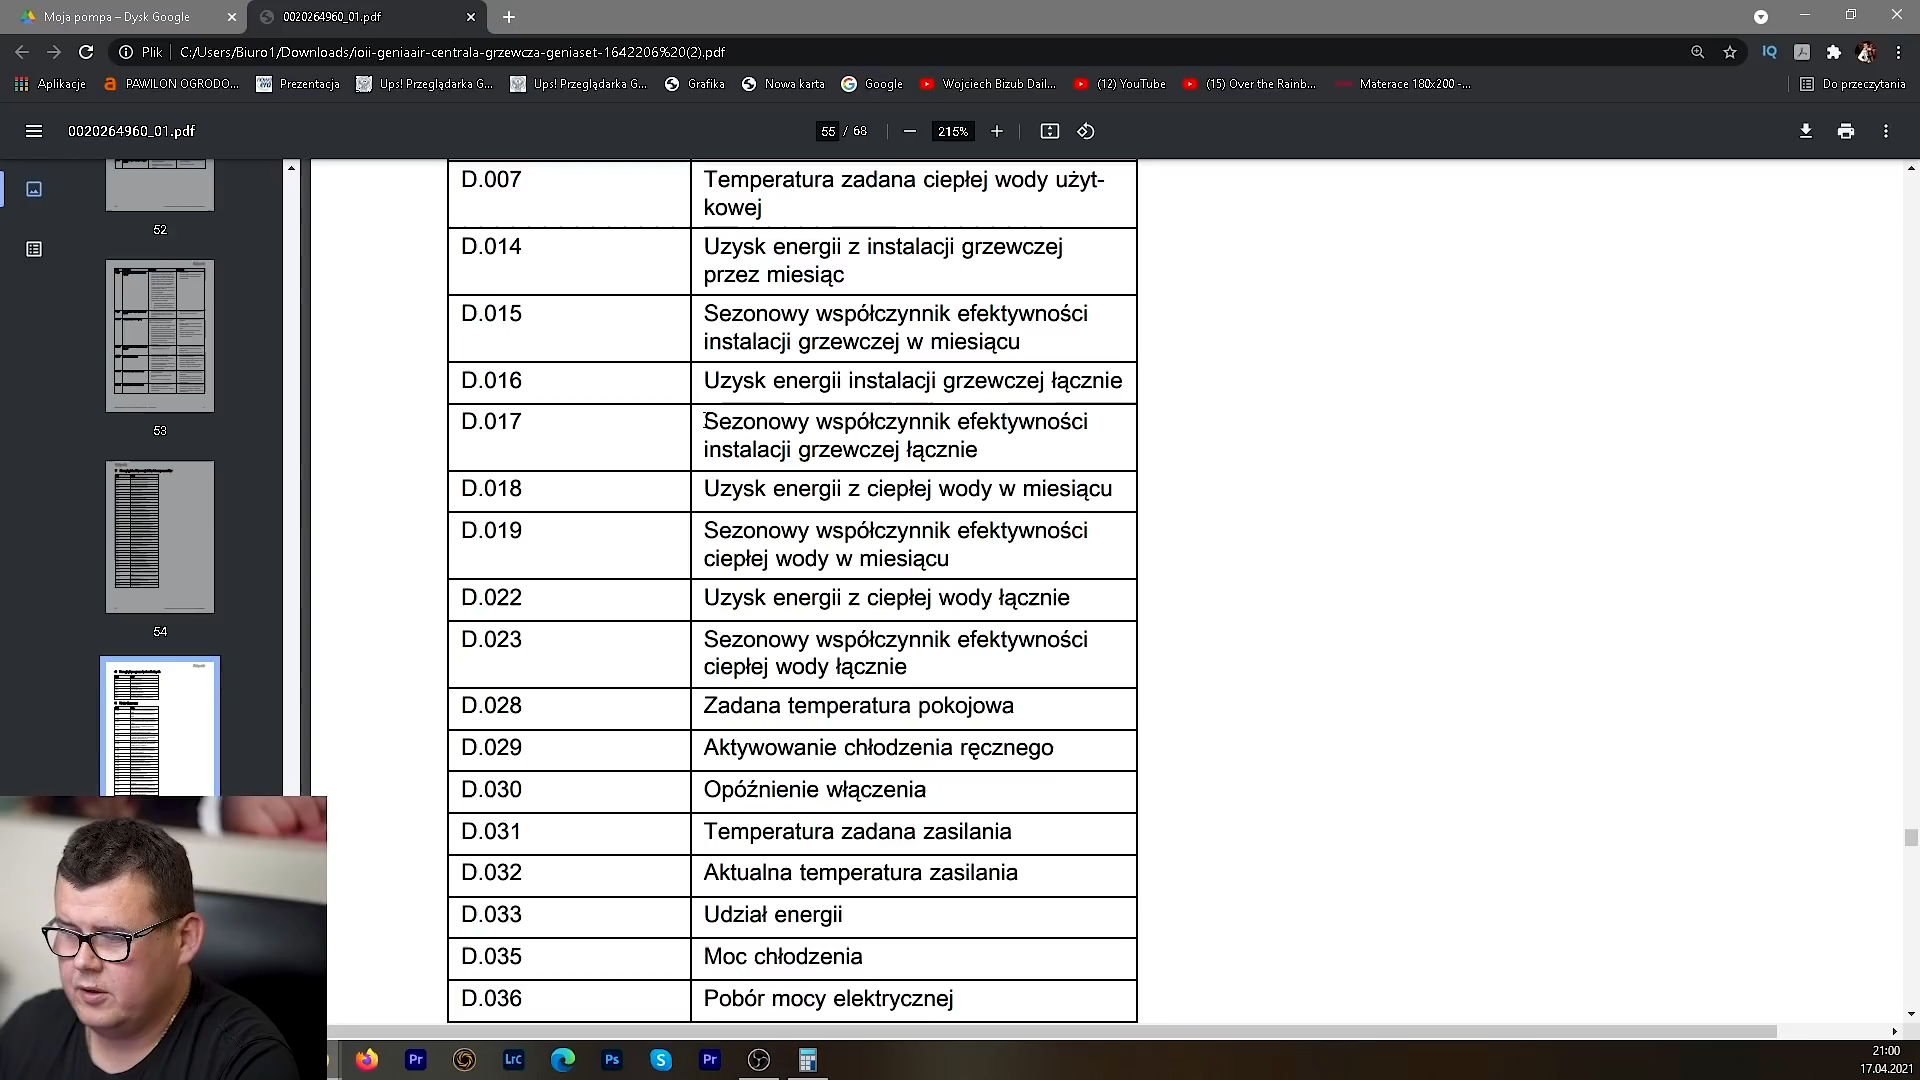 Moja pompa – Dysk Google
0020264960_01.pdf
Plik
C:/Users/Biuro1/Downloads/ioii-geniaair-centrala-grzewcza-geniaset-1642206%20(2).pdf
IQ
Aplikacje
PAWILON OGRODO...
Prezentacja
Ups! Przeglądarka G...
Ups! Przeglądarka G...
Grafika
Nowa karta
Google
Wojciech Bizub Dail...
(12) YouTube
(15) Over the Rainb...
Materace 180x200 -...
Do przeczytania
0020264960_01.pdf
55 / 68
215%
52
53
54
D.007
Temperatura zadana ciepłej wody użyt-
kowej
D.014
Uzysk energii z instalacji grzewczej
przez miesiąc
D.015
Sezonowy współczynnik efektywności
instalacji grzewczej w miesiącu
D.016
Uzysk energii instalacji grzewczej łącznie
D.017
Sezonowy współczynnik efektywności
instalacji grzewczej łącznie
D.018
Uzysk energii z ciepłej wody w miesiącu
D.019
Sezonowy współczynnik efektywności
ciepłej wody w miesiącu
D.022
Uzysk energii z ciepłej wody łącznie
D.023
Sezonowy współczynnik efektywności
ciepłej wody łącznie
D.028
Zadana temperatura pokojowa
D.029
Aktywowanie chłodzenia ręcznego
D.030
Opóźnienie włączenia
D.031
Temperatura zadana zasilania
D.032
Aktualna temperatura zasilania
D.033
Udział energii
D.035
Moc chłodzenia
D.036
Pobór mocy elektrycznej
Pr
LrC
Ps
S
Pr
21:00
17.04.2021